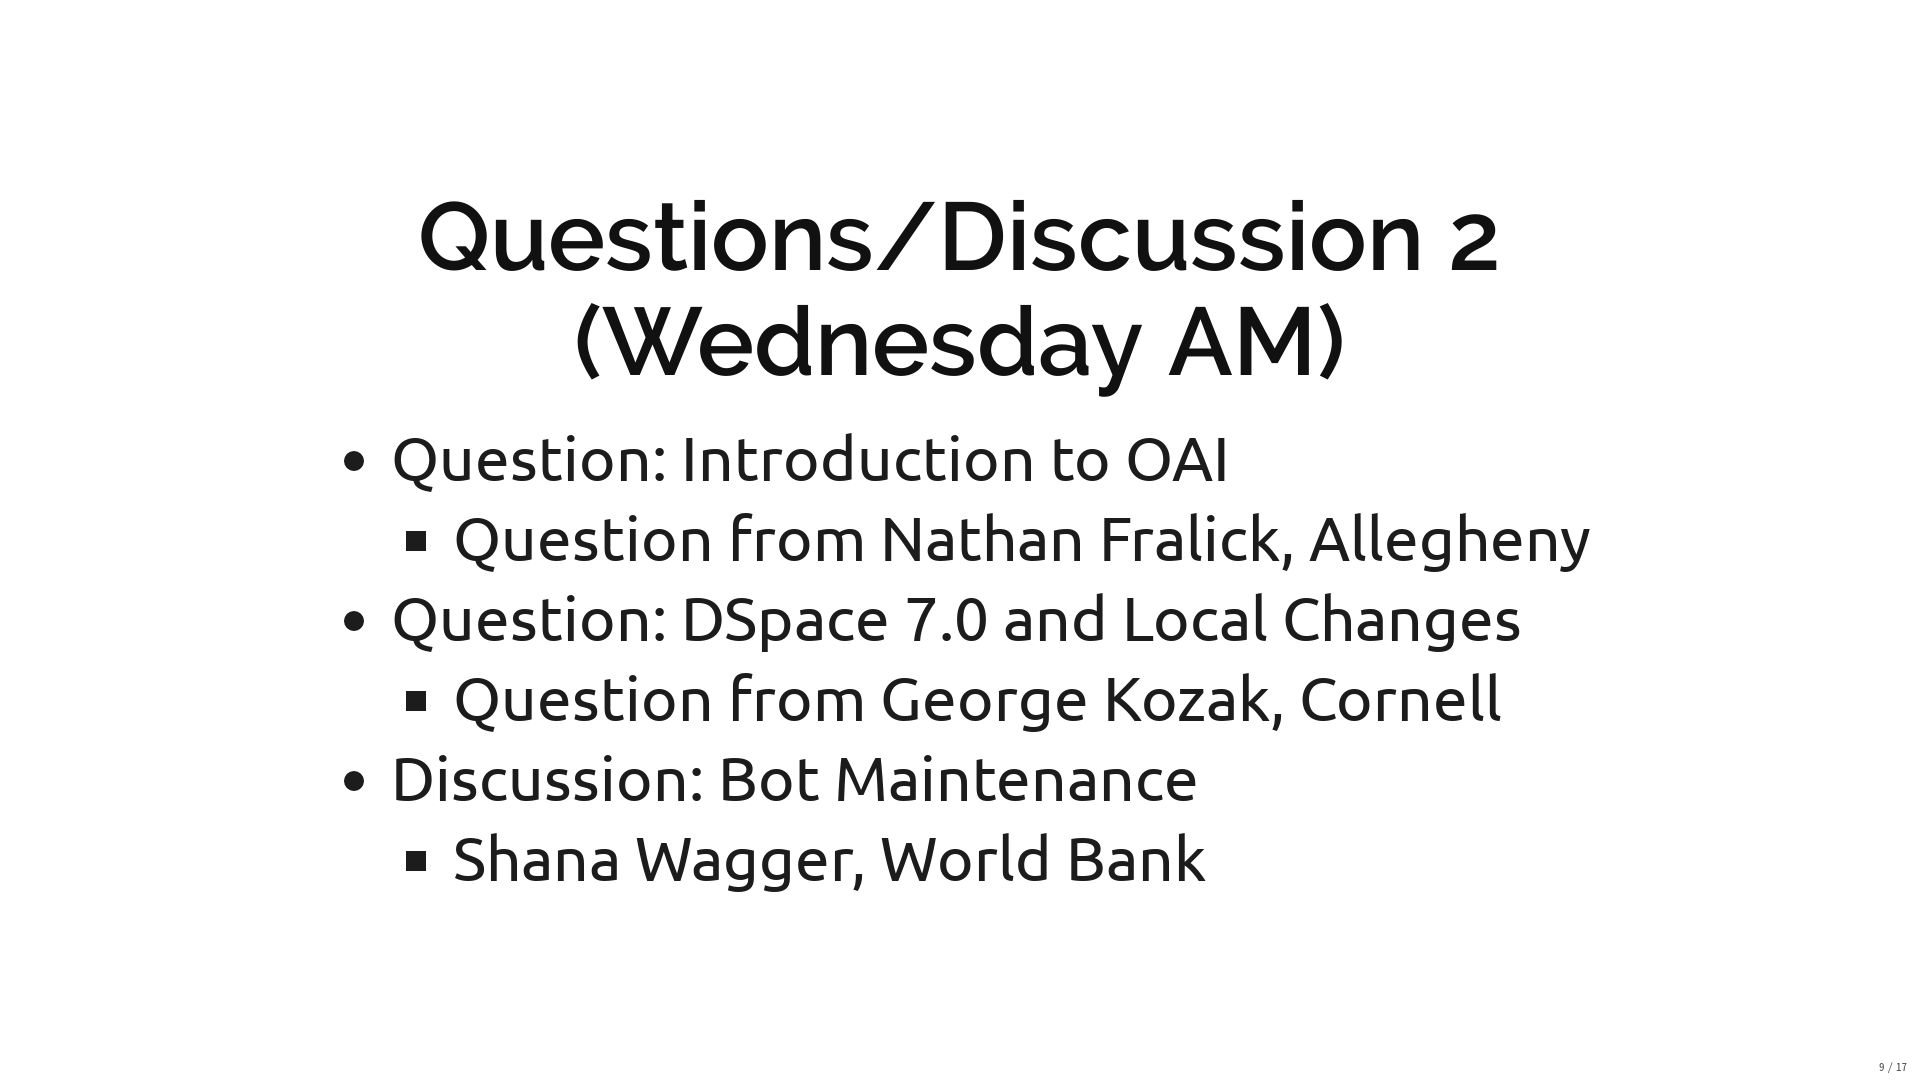 Questions/Discussion 2
(Wednesday AM)
• Question: Introduction to OAI
▪ Question from Nathan Fralick, Allegheny
• Question: DSpace 7.0 and Local Changes
▪ Question from George Kozak, Cornell
• Discussion: Bot Maintenance
▪ Shana Wagger, World Bank
9 / 17